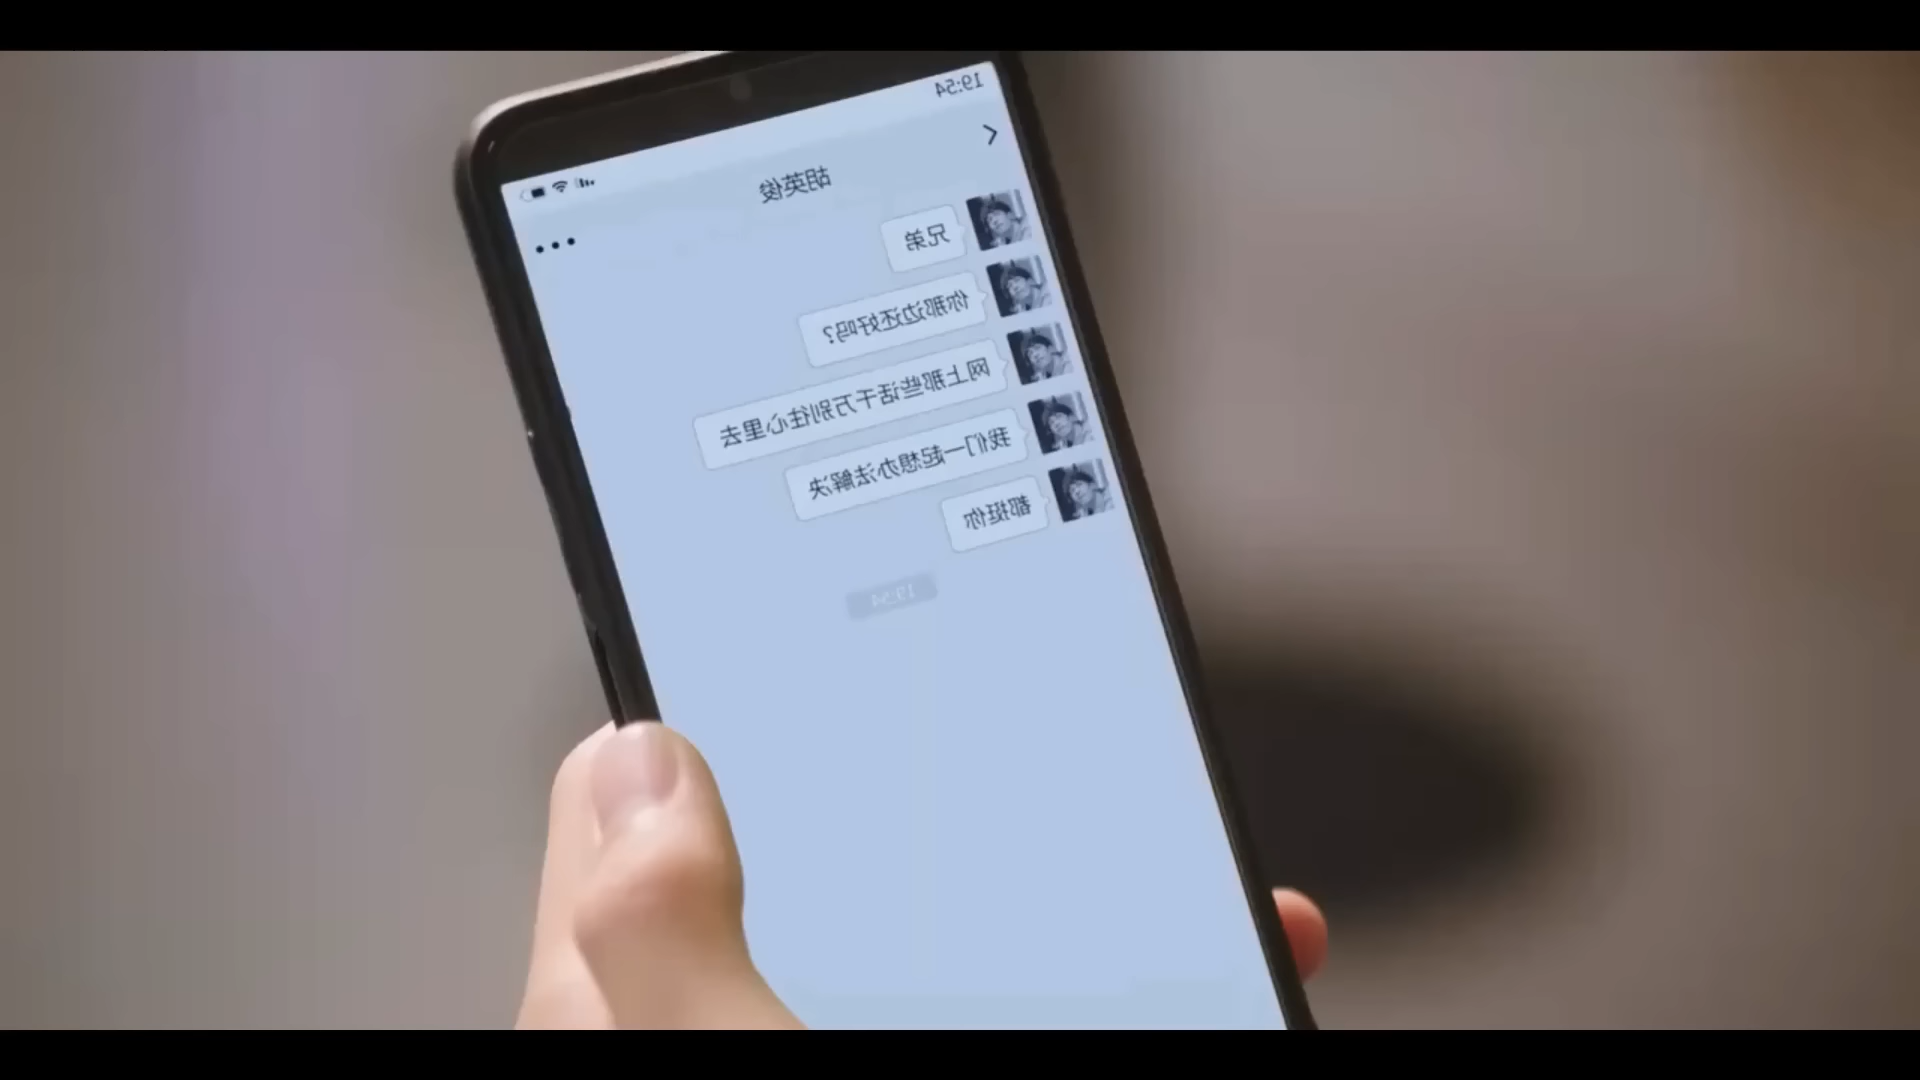 19:54
胡英俊
兄弟
你那边还好吗?
网上那些话千万别往心里去
我们一起想办法解决
都挺你
19:54